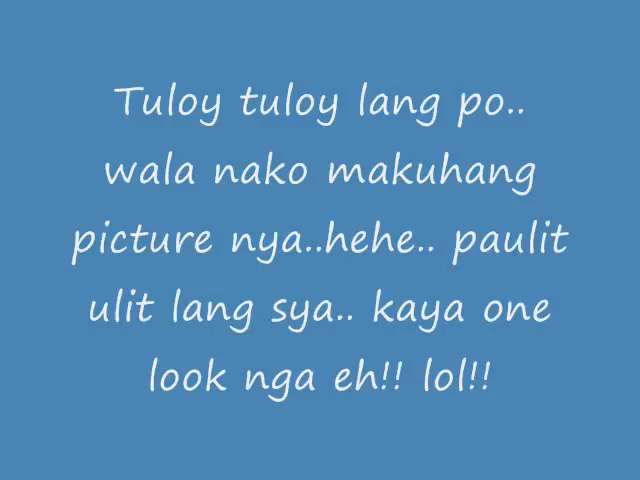 Tuloy tuloy lang po..
wala nako makuhang
picture nya..hehe.. paulit
ulit lang sya.. kaya one
look nga eh!! lol!!